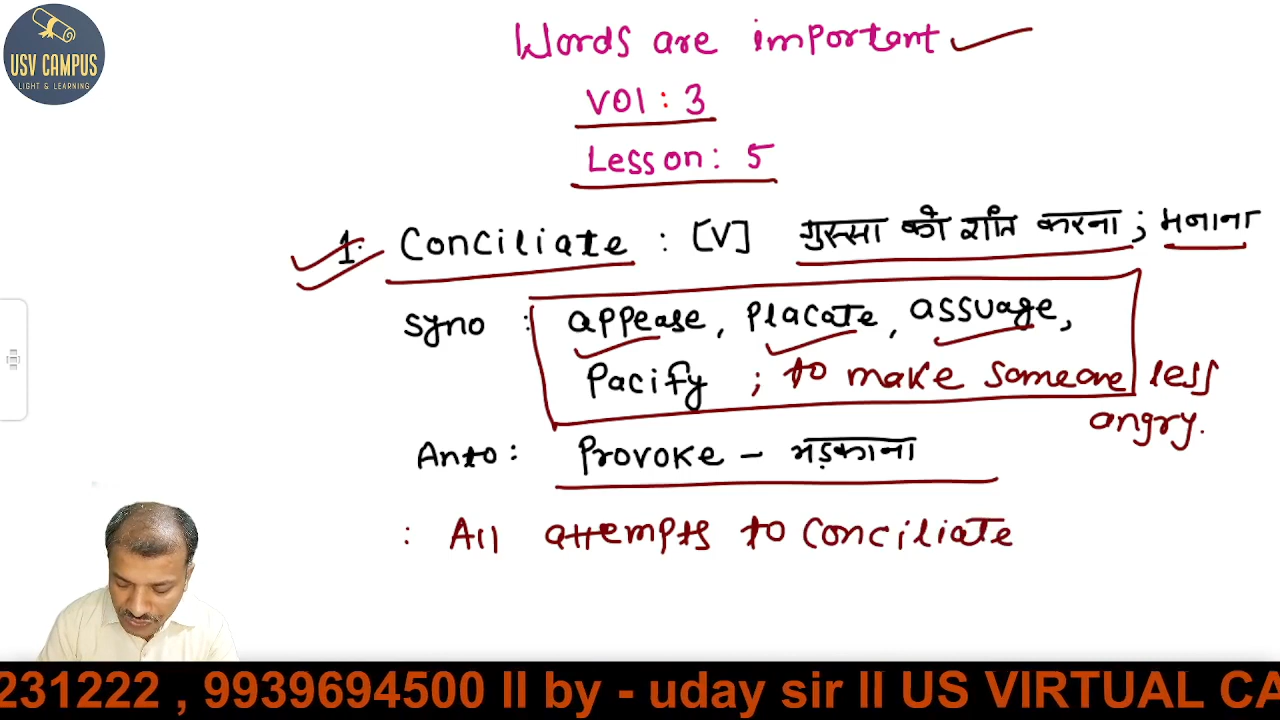 USV CAMPUS
LIGHT & LEARNING
Words are important
VOl : 3
Lesson: 5
1. Conciliate : [V] गुस्सा को शांत करना ; मनाना
Syno : appease, placate, assuage,
Pacify ; to make someone less
angry.
Anto : Provoke - भड़काना
: All attempts to conciliate
231222 , 9939694500 II by - uday sir II US VIRTUAL CA